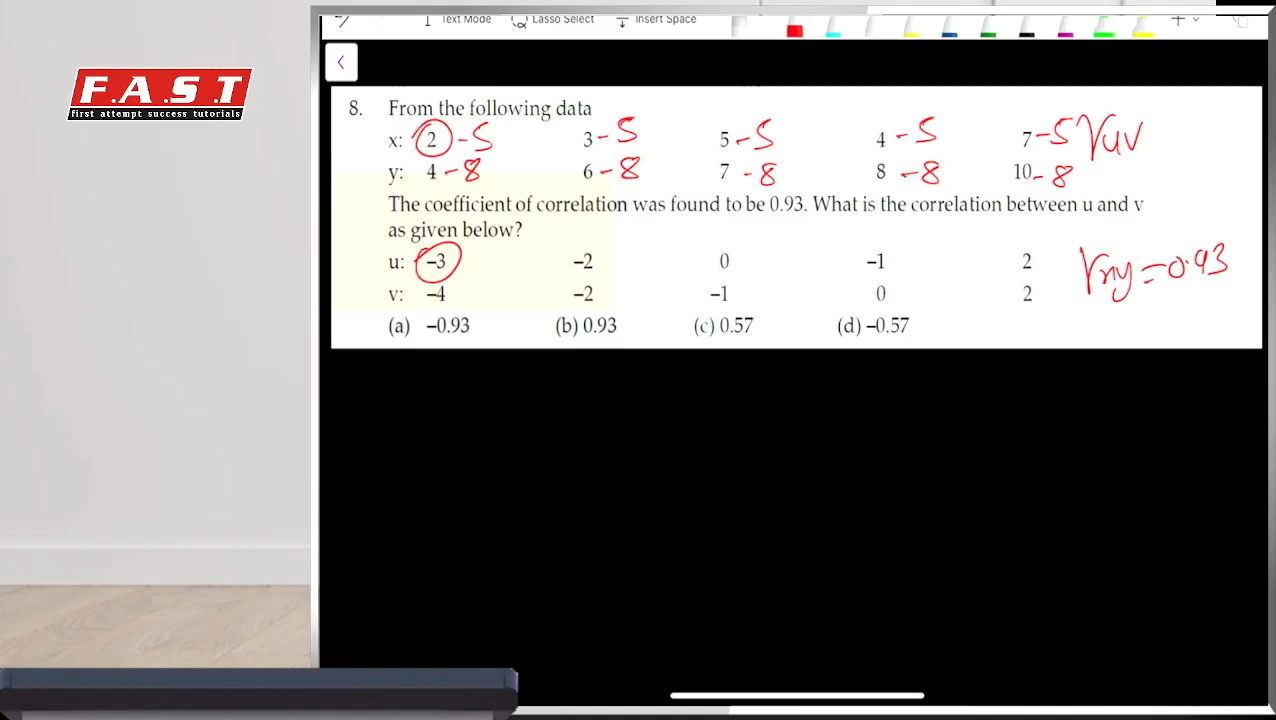 Text Mode Lasso Select Insert Space
F.A.S.T
first attempt success tutorials
8. From the following data
x: 2 -5 3 -5 5 -5 4 -5 7 -5 ruv
y: 4 -8 6 -8 7 -8 8 -8 10 -8
The coefficient of correlation was found to be 0.93. What is the correlation between u and v
as given below?
u: –3 –2 0 –1 2 rxy = 0.93
v: –4 –2 –1 0 2
(a) –0.93 (b) 0.93 (c) 0.57 (d) –0.57